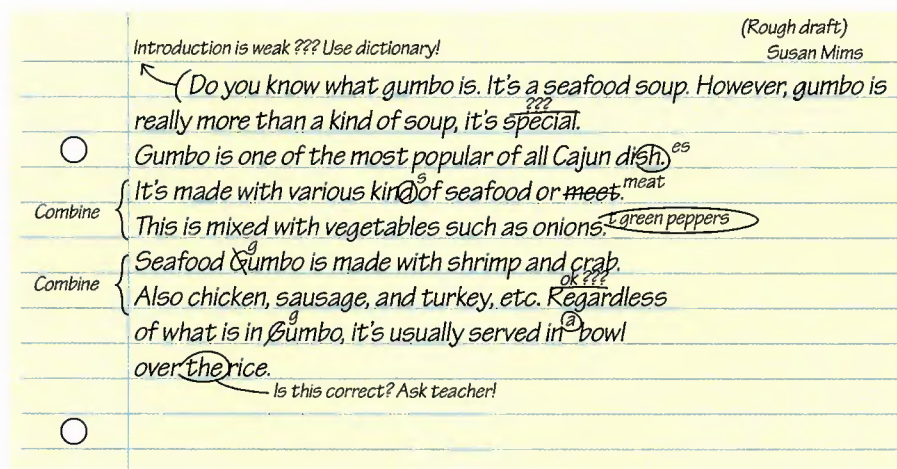 (Rough draft)
Introduction is weak ??? Use dictionary!
Susan Mims
(Do you know what gumbo is. It's a seafood soup. However, gumbo is
???
really more than a kind of soup, it's special.
Gumbo is one of the most popular of all Cajun dish. es
s
It's made with various kind of seafood or meet. meat
Combine
This is mixed with vegetables such as onions. + green peppers
g
Seafood Gumbo is made with shrimp and crab.
Combine
ok ???
Also chicken, sausage, and turkey, etc. Regardless
g
of what is in Gumbo, it's usually served in a bowl
over the rice.
Is this correct? Ask teacher!